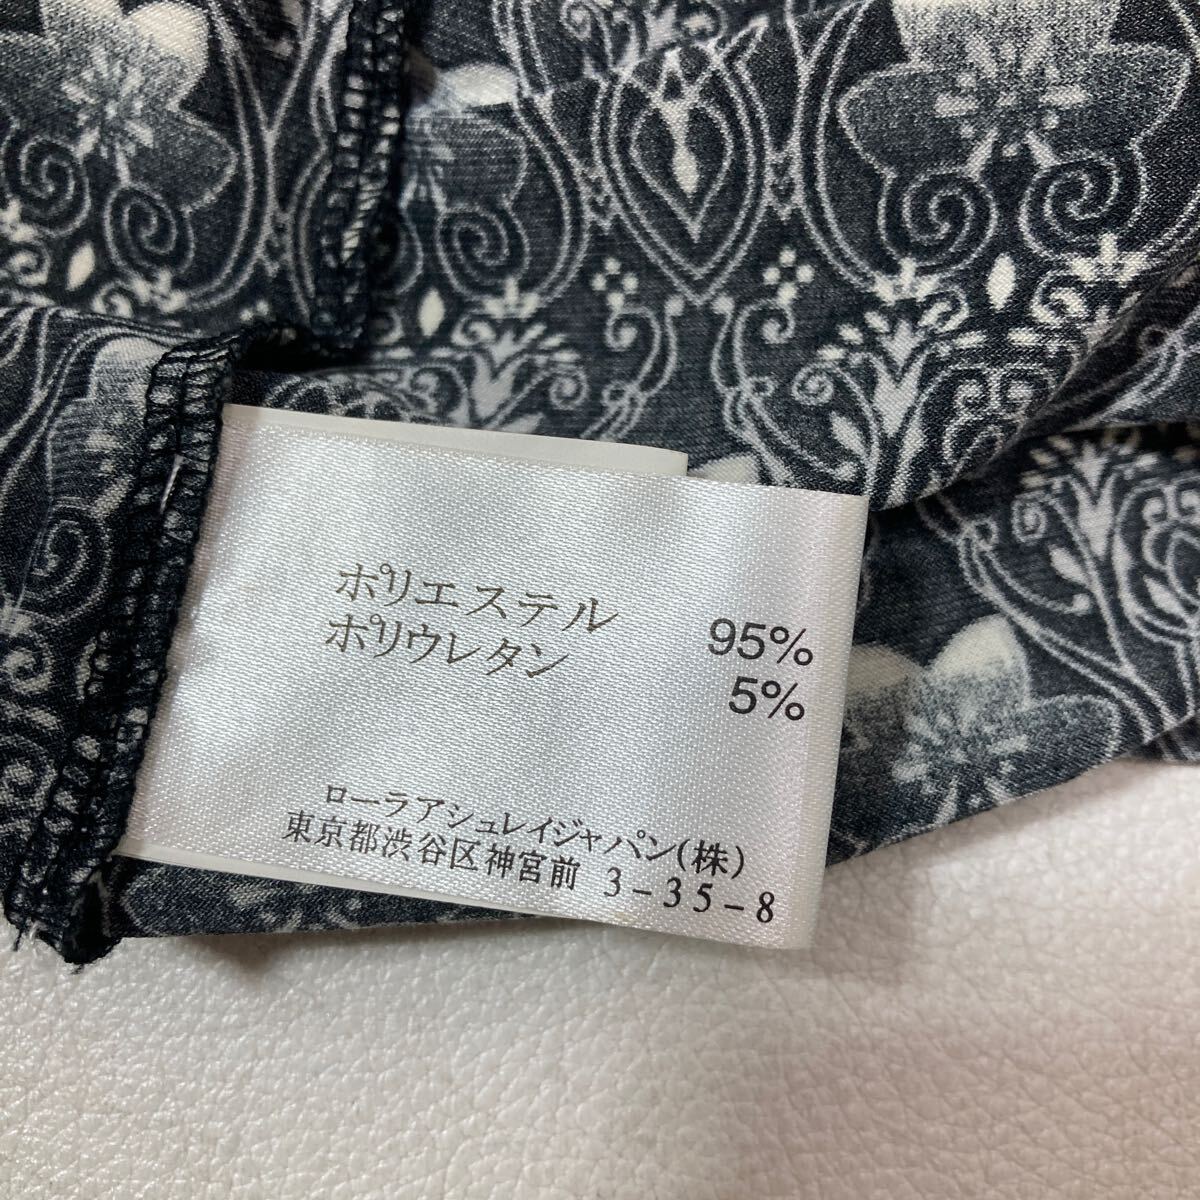 ポリエステル 95%
ポリウレタン 5%
ローラアシュレイジャパン(株)
東京都渋谷区神宮前 3-35-8